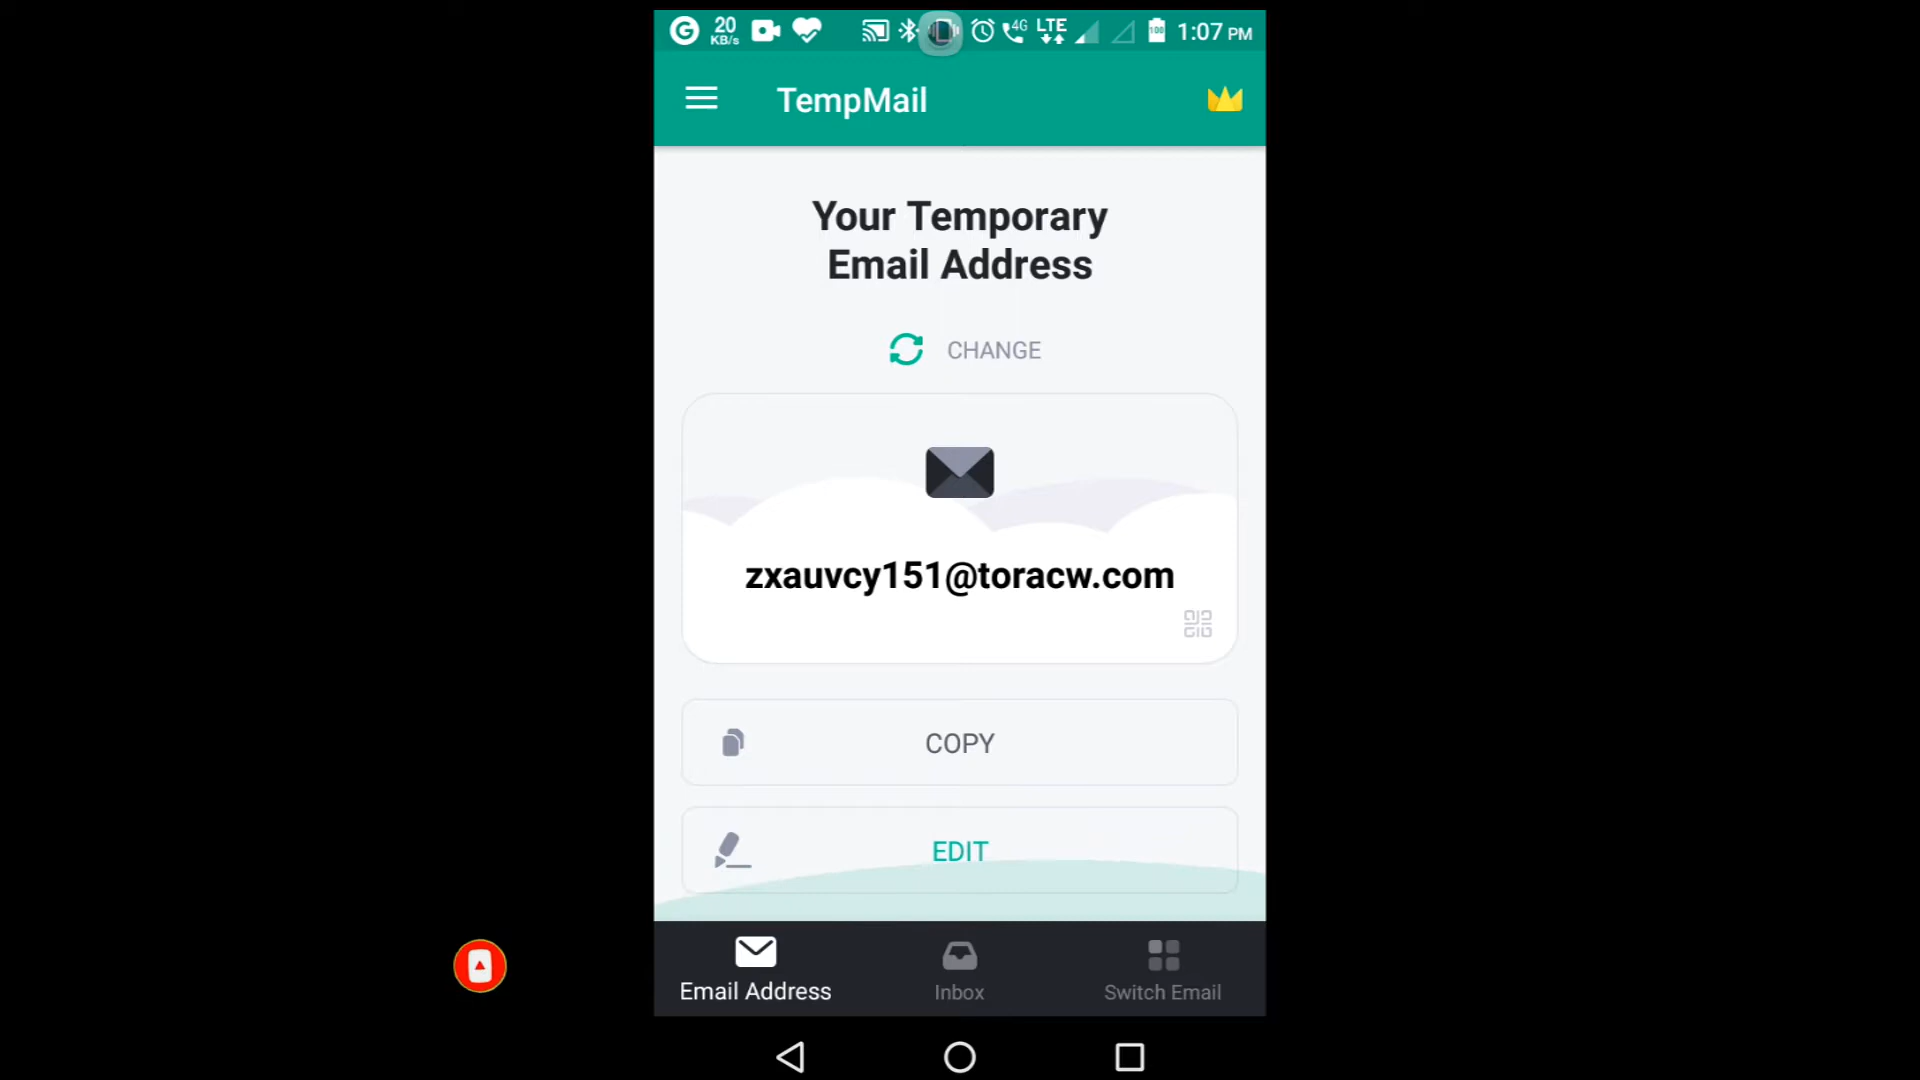 20
KB/s
4G
LTE
100
1:07 PM
TempMail
Your Temporary
Email Address
CHANGE
zxauvcy151@toracw.com
COPY
EDIT
Email Address
Inbox
Switch Email